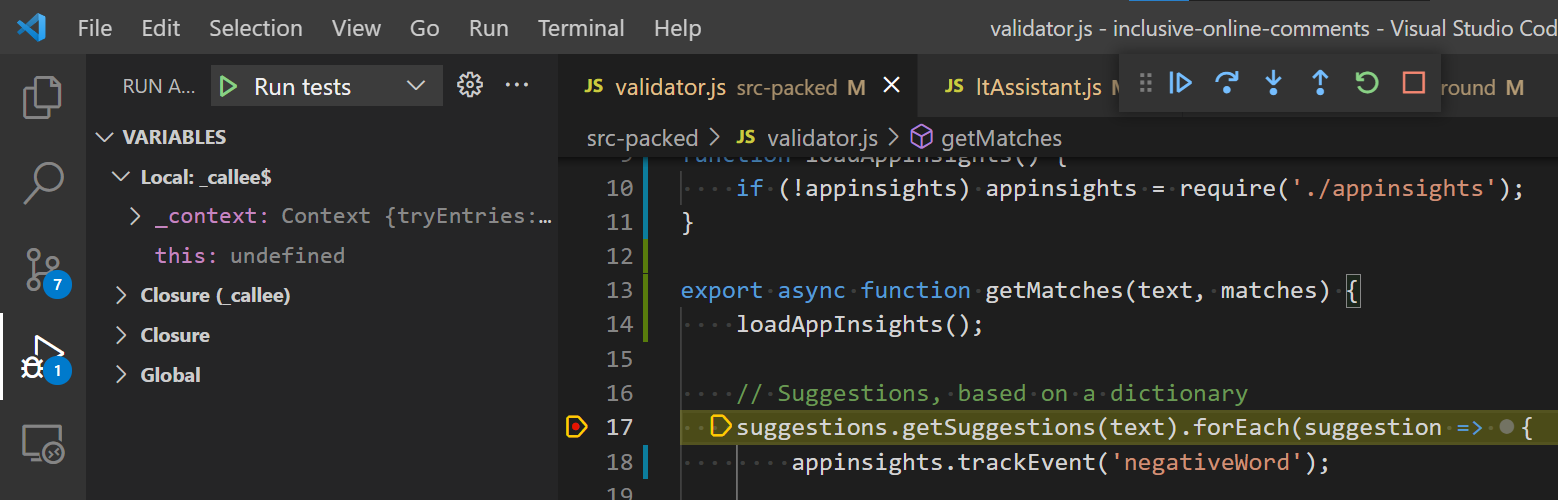 File Edit Selection View Go Run Terminal Help validator.js - inclusive-online-comments - Visual Studio Cod
RUN A... Run tests ...
JS validator.js src-packed M JS ltAssistant.js M round M
src-packed > JS validator.js > getMatches
VARIABLES
Local: _callee$
_context: Context {tryEntries:…
this: undefined
Closure (_callee)
Closure
Global
7
1
9 function loadAppInsights() {
10 if (!appinsights) appinsights = require('./appinsights');
11 }
12
13 export async function getMatches(text, matches) {
14 loadAppInsights();
15
16 // Suggestions, based on a dictionary
17 suggestions.getSuggestions(text).forEach(suggestion => {
18 appinsights.trackEvent('negativeWord');
19